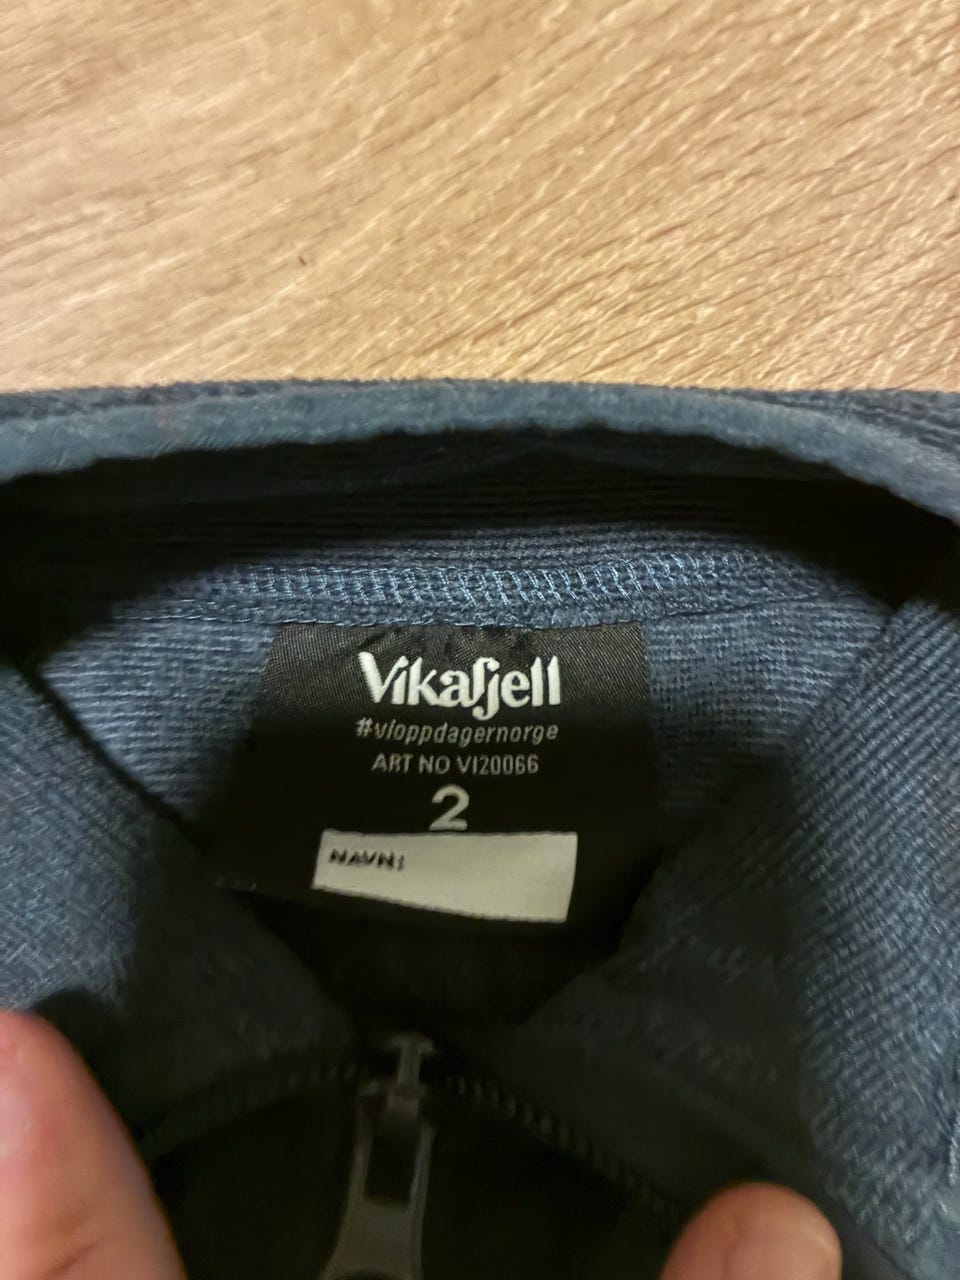 Vikafjell
#vioppdagernorge
ART NO VI20066
2
NAVN: